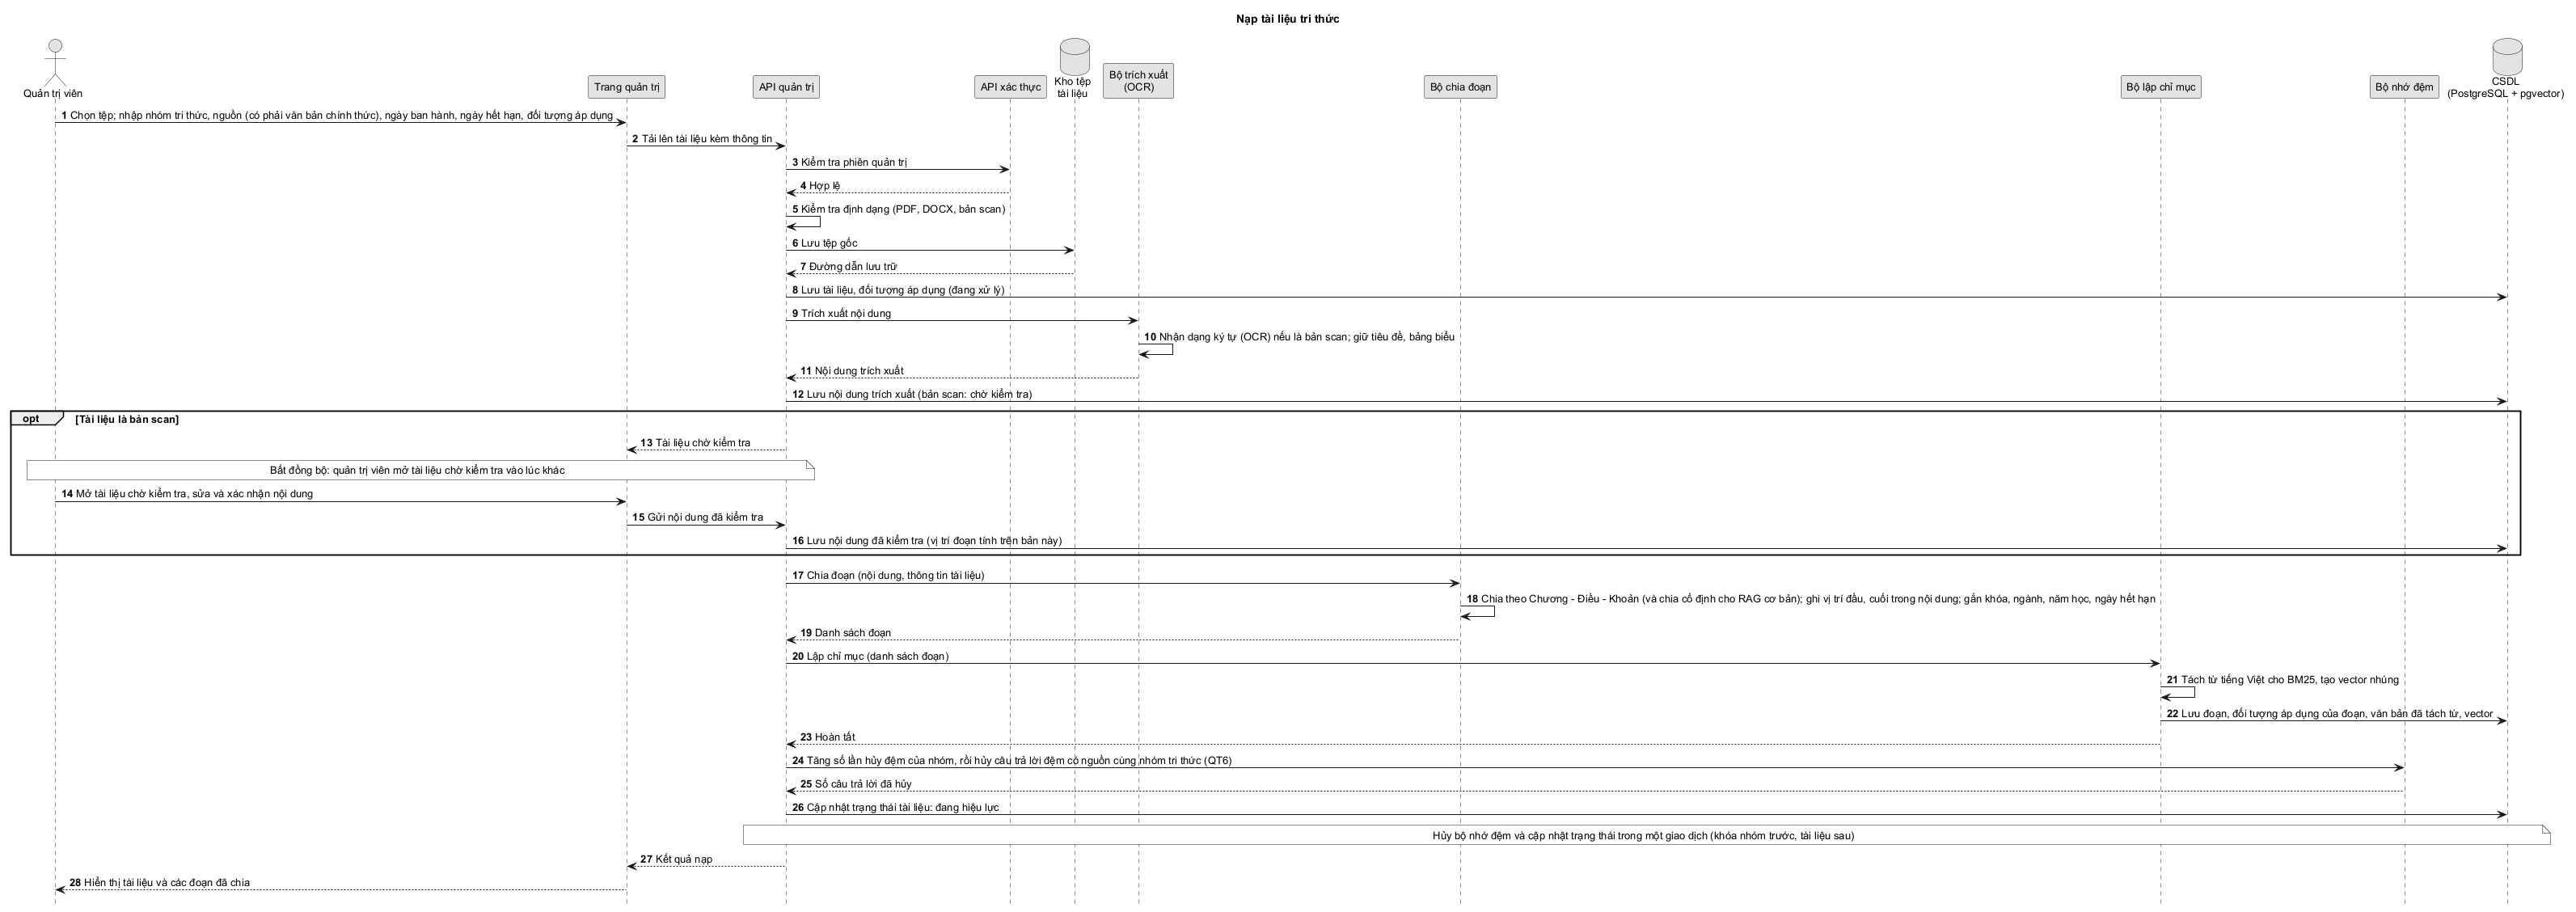 Nạp tài liệu tri thức
Quản trị viên
Trang quản trị
API quản trị
API xác thực
Kho tệp
tài liệu
Bộ trích xuất
(OCR)
Bộ chia đoạn
Bộ lập chỉ mục
Bộ nhớ đệm
CSDL
(PostgreSQL + pgvector)
1 Chọn tệp; nhập nhóm tri thức, nguồn (có phải văn bản chính thức), ngày ban hành, ngày hết hạn, đối tượng áp dụng
2 Tải lên tài liệu kèm thông tin
3 Kiểm tra phiên quản trị
4 Hợp lệ
5 Kiểm tra định dạng (PDF, DOCX, bản scan)
6 Lưu tệp gốc
7 Đường dẫn lưu trữ
8 Lưu tài liệu, đối tượng áp dụng (đang xử lý)
9 Trích xuất nội dung
10 Nhận dạng ký tự (OCR) nếu là bản scan; giữ tiêu đề, bảng biểu
11 Nội dung trích xuất
12 Lưu nội dung trích xuất (bản scan: chờ kiểm tra)
opt [Tài liệu là bản scan]
13 Tài liệu chờ kiểm tra
Bất đồng bộ: quản trị viên mở tài liệu chờ kiểm tra vào lúc khác
14 Mở tài liệu chờ kiểm tra, sửa và xác nhận nội dung
15 Gửi nội dung đã kiểm tra
16 Lưu nội dung đã kiểm tra (vị trí đoạn tính trên bản này)
17 Chia đoạn (nội dung, thông tin tài liệu)
18 Chia theo Chương - Điều - Khoản (và chia cố định cho RAG cơ bản); ghi vị trí đầu, cuối trong nội dung; gắn khóa, ngành, năm học, ngày hết hạn
19 Danh sách đoạn
20 Lập chỉ mục (danh sách đoạn)
21 Tách từ tiếng Việt cho BM25, tạo vector nhúng
22 Lưu đoạn, đối tượng áp dụng của đoạn, văn bản đã tách từ, vector
23 Hoàn tất
24 Tăng số lần hủy đệm của nhóm, rồi hủy câu trả lời đệm có nguồn cùng nhóm tri thức (QT6)
25 Số câu trả lời đã hủy
26 Cập nhật trạng thái tài liệu: đang hiệu lực
Hủy bộ nhớ đệm và cập nhật trạng thái trong một giao dịch (khóa nhóm trước, tài liệu sau)
27 Kết quả nạp
28 Hiển thị tài liệu và các đoạn đã chia